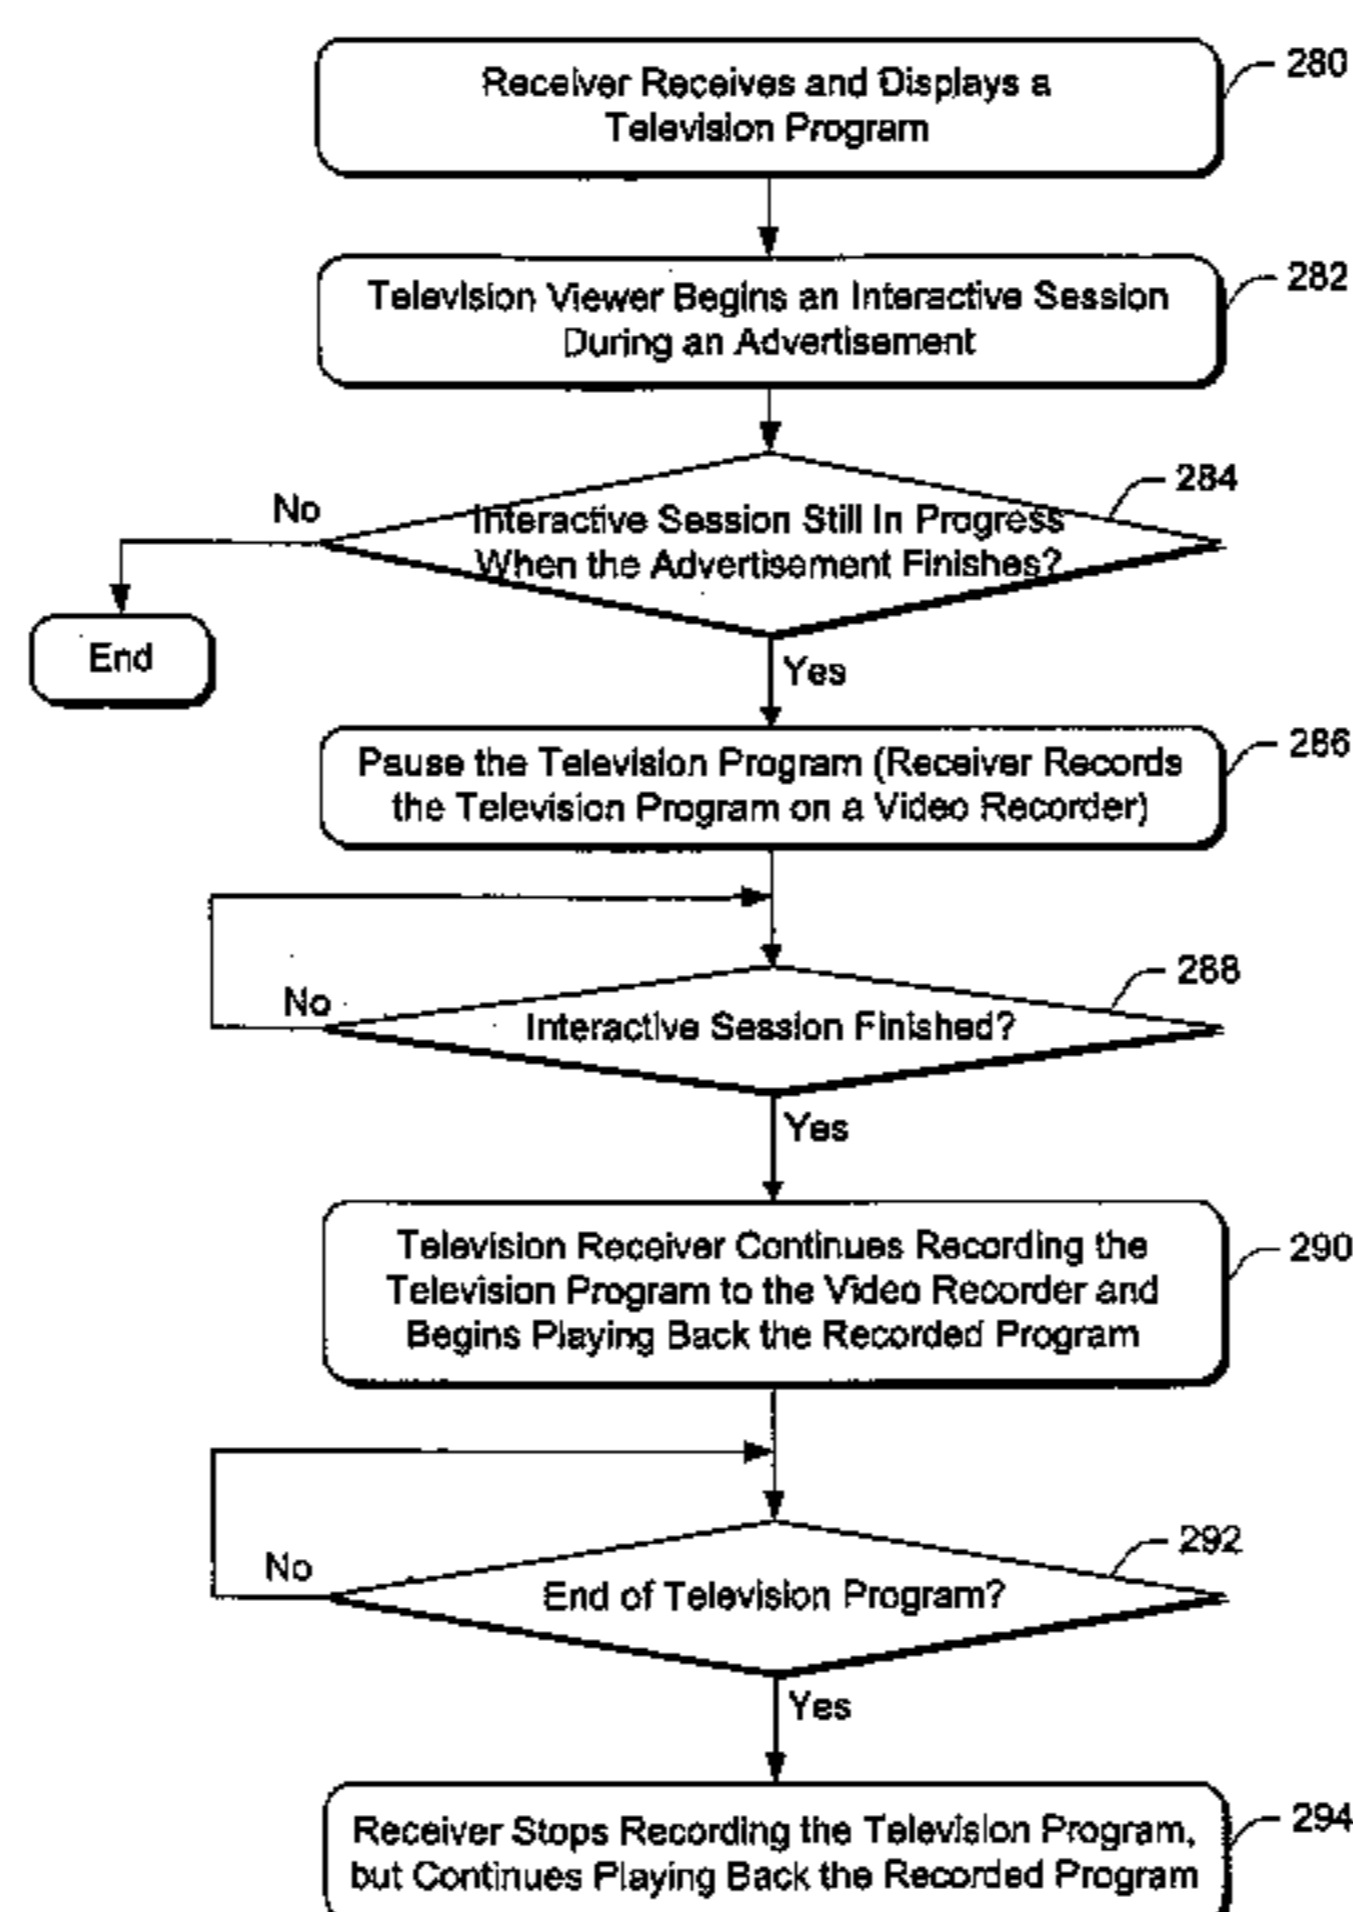 Receiver Receives and Displays a
Television Program
280
Television Viewer Begins an Interactive Session
During an Advertisement
282
Interactive Session Still In Progress
When the Advertisement Finishes?
284
No
End
Yes
Pause the Television Program (Receiver Records
the Television Program on a Video Recorder)
286
Interactive Session Finished?
288
No
Yes
Television Receiver Continues Recording the
Television Program to the Video Recorder and
Begins Playing Back the Recorded Program
290
End of Television Program?
292
No
Yes
Receiver Stops Recording the Television Program,
but Continues Playing Back the Recorded Program
294